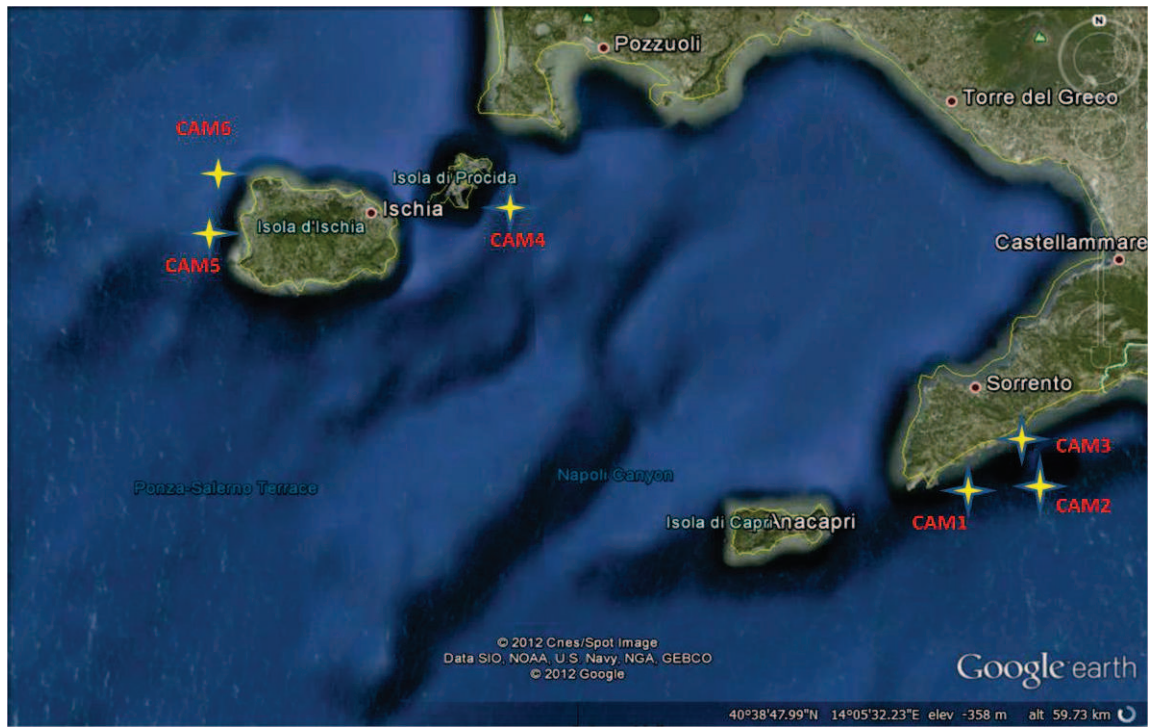 N
Pozzuoli
Torre del Greco
CAM6
Isola di Procida
Ischia
Isola d'Ischia
CAM4
CAM5
Castellammare
Sorrento
CAM3
Napoli Canyon
Ponza-Salerno Terrace
CAM2
CAM1
Isola di Capri
Anacapri
© 2012 Cnes/Spot Image
Data SIO, NOAA, U.S. Navy, NGA, GEBCO
© 2012 Google
Google earth
40°38'47.99"N 14°05'32.23"E elev -358 m alt 59.73 km